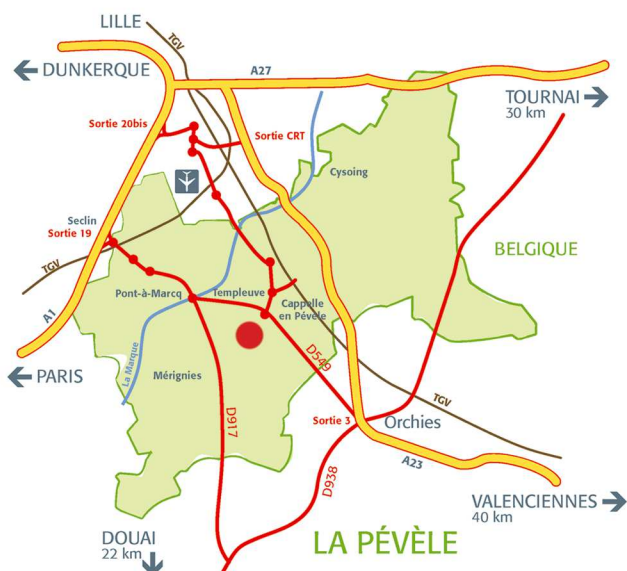 LILLE
TGV
DUNKERQUE
A27
TOURNAI
30 km
Sortie 20bis
Sortie CRT
Cysoing
Seclin
Sortie 19
BELGIQUE
TGV
Pont-à-Marcq
Templeuve
Cappelle
en Pévèle
A1
La Marque
PARIS
Mérignies
D549
TGV
D917
Sortie 3
Orchies
A23
D938
VALENCIENNES
40 km
DOUAI
22 km
LA PÉVÈLE